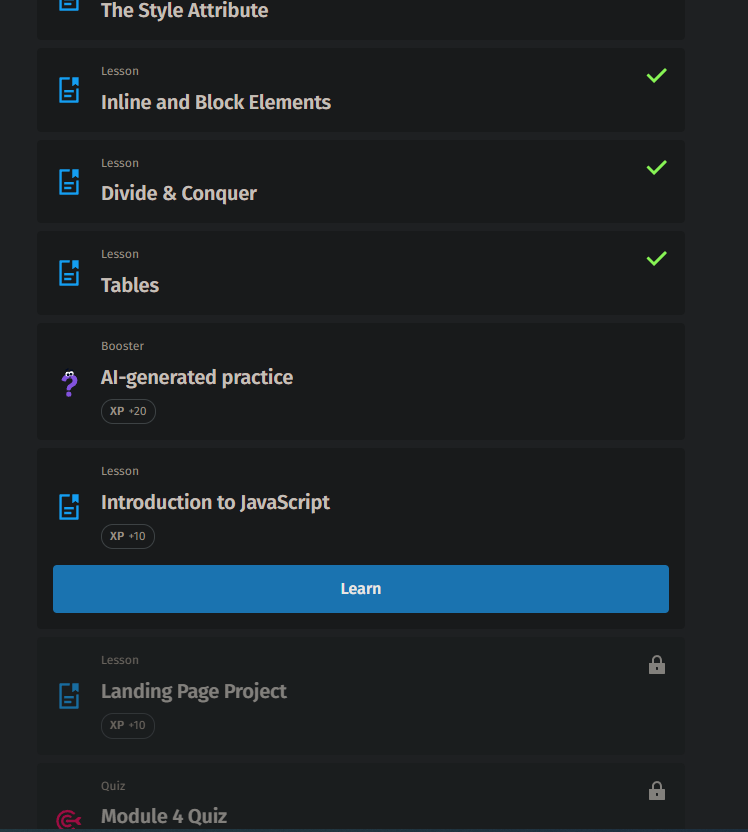 The Style Attribute
Lesson
Inline and Block Elements
Lesson
Divide & Conquer
Lesson
Tables
Booster
AI-generated practice
XP +20
Lesson
Introduction to JavaScript
XP +10
Learn
Lesson
Landing Page Project
XP +10
Quiz
Module 4 Quiz